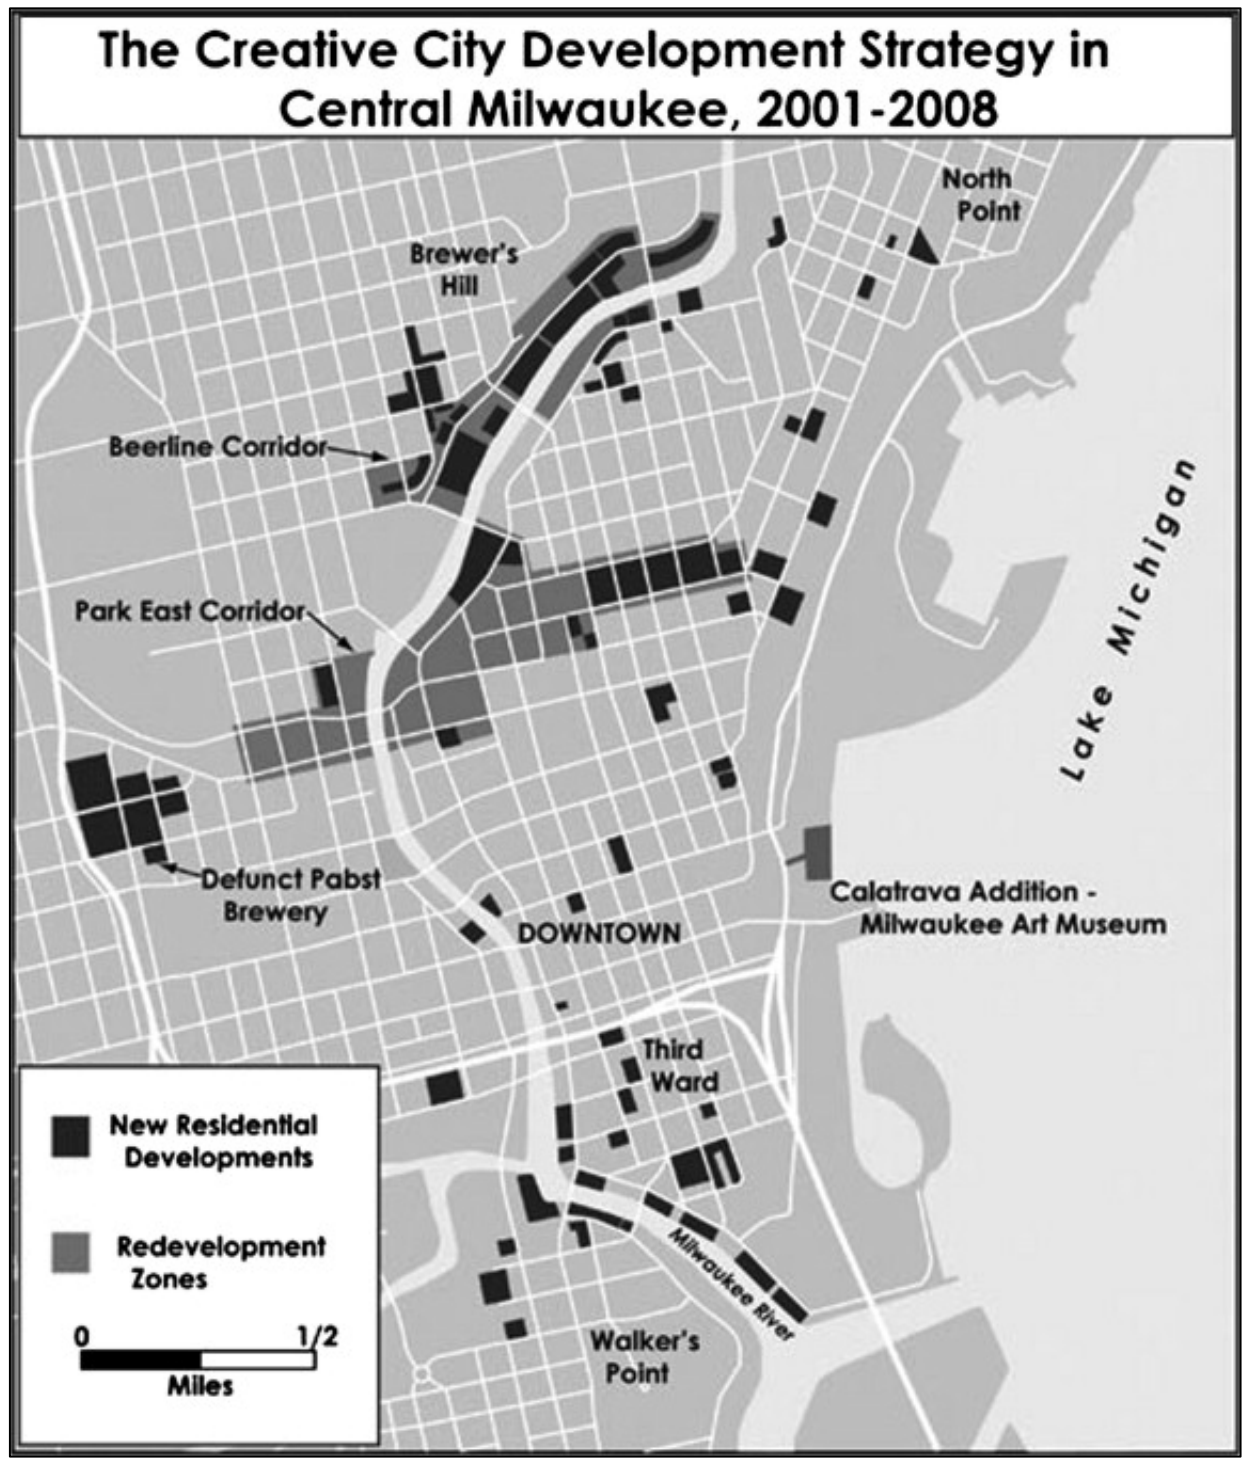 The Creative City Development Strategy in
Central Milwaukee, 2001-2008
North
Point
Brewer's
Hill
Beerline Corridor
Lake Michigan
Park East Corridor
Defunct Pabst
Brewery
Calatrava Addition -
Milwaukee Art Museum
DOWNTOWN
Third
Ward
New Residential
Developments
Redevelopment
Zones
0 1/2
Miles
Milwaukee River
Walker's
Point